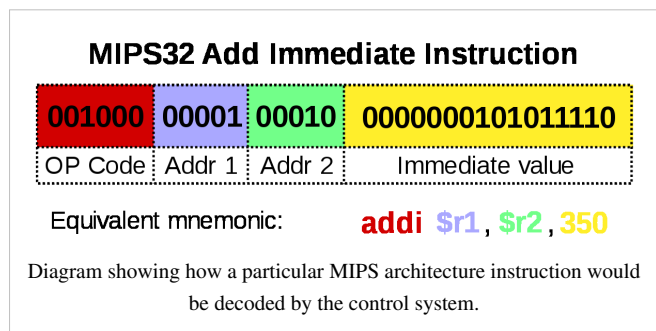 MIPS32 Add Immediate Instruction
001000 00001 00010 0000000101011110
OP Code Addr 1 Addr 2 Immediate value
Equivalent mnemonic: addi $r1 , $r2 , 350
Diagram showing how a particular MIPS architecture instruction would
be decoded by the control system.